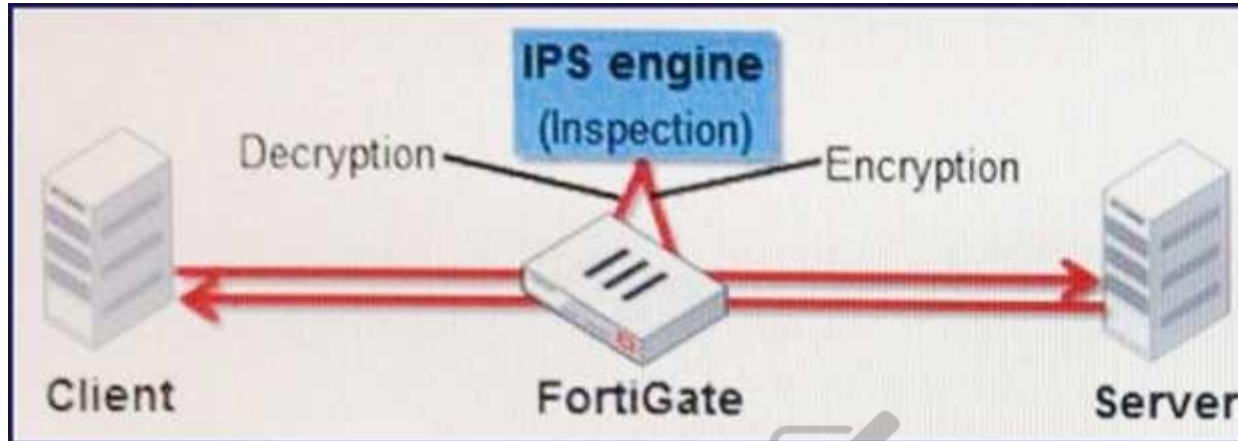 IPS engine
(Inspection)
Decryption
Encryption
Client
FortiGate
Server